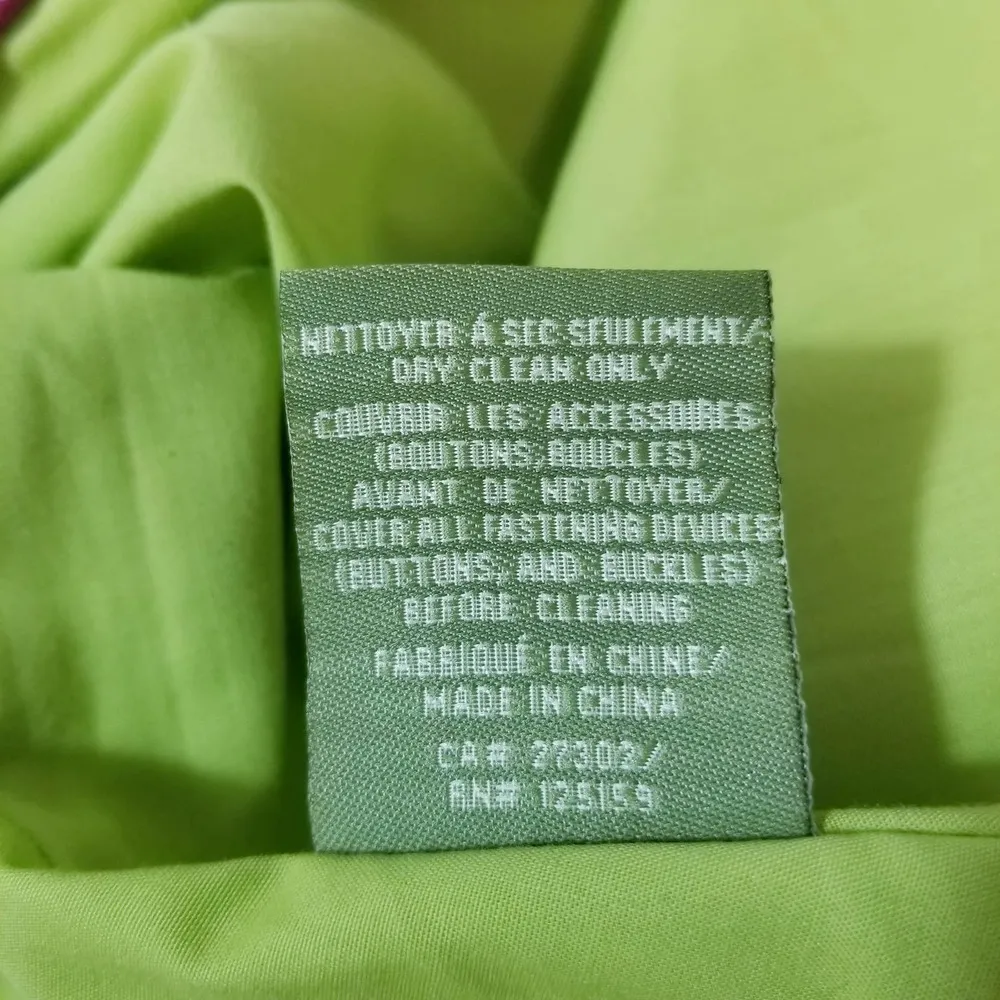 NETTOYER À SEC SEULEMENT/
DRY CLEAN ONLY
COUVRIR LES ACCESSOIRES
(BOUTONS, BOUCLES)
AVANT DE NETTOYER/
COVER ALL FASTENING DEVICES
(BUTTONS, AND, BUCKLES)
BEFORE CLEANING
FABRIQUÉ EN CHINE/
MADE IN CHINA
CA# 27302/
RN# 125159